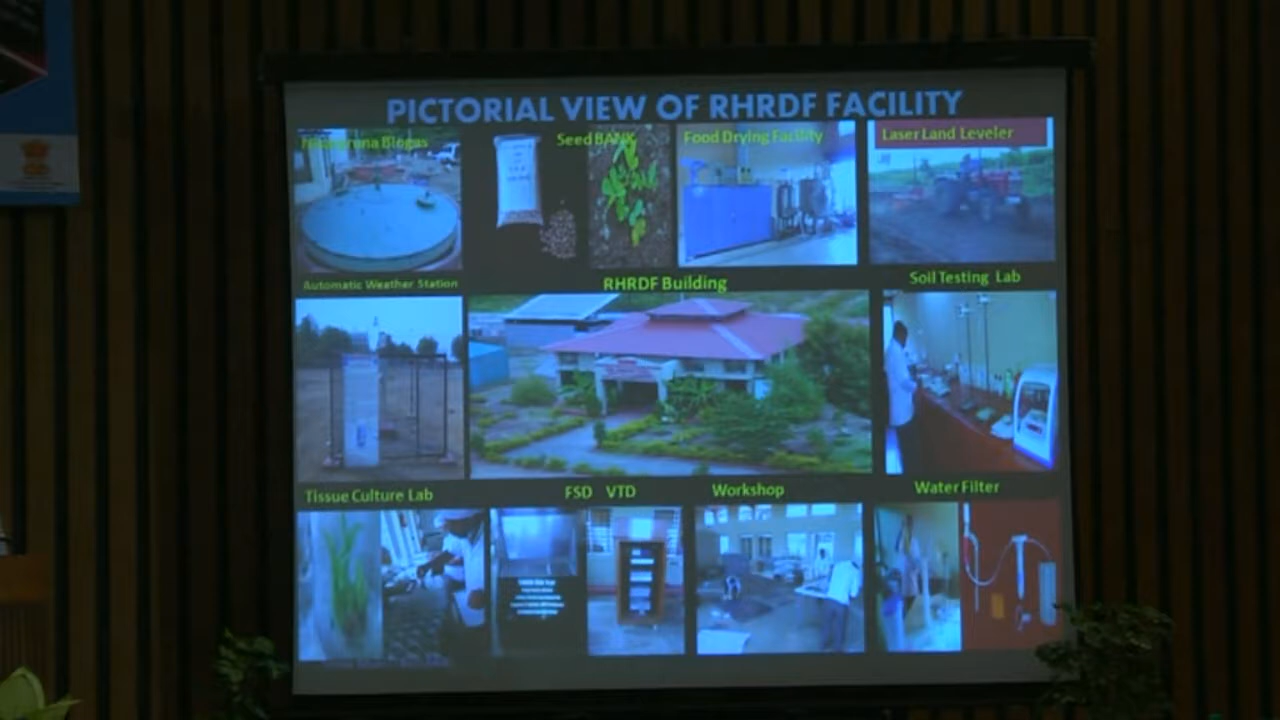 PICTORIAL VIEW OF RHRDF FACILITY
Biogas
Seed BANK
Food Drying Facility
Laser Land Leveler
Automatic Weather Station
RHRDF Building
Soil Testing Lab
Tissue Culture Lab
FSD VTD
Workshop
Water Filter